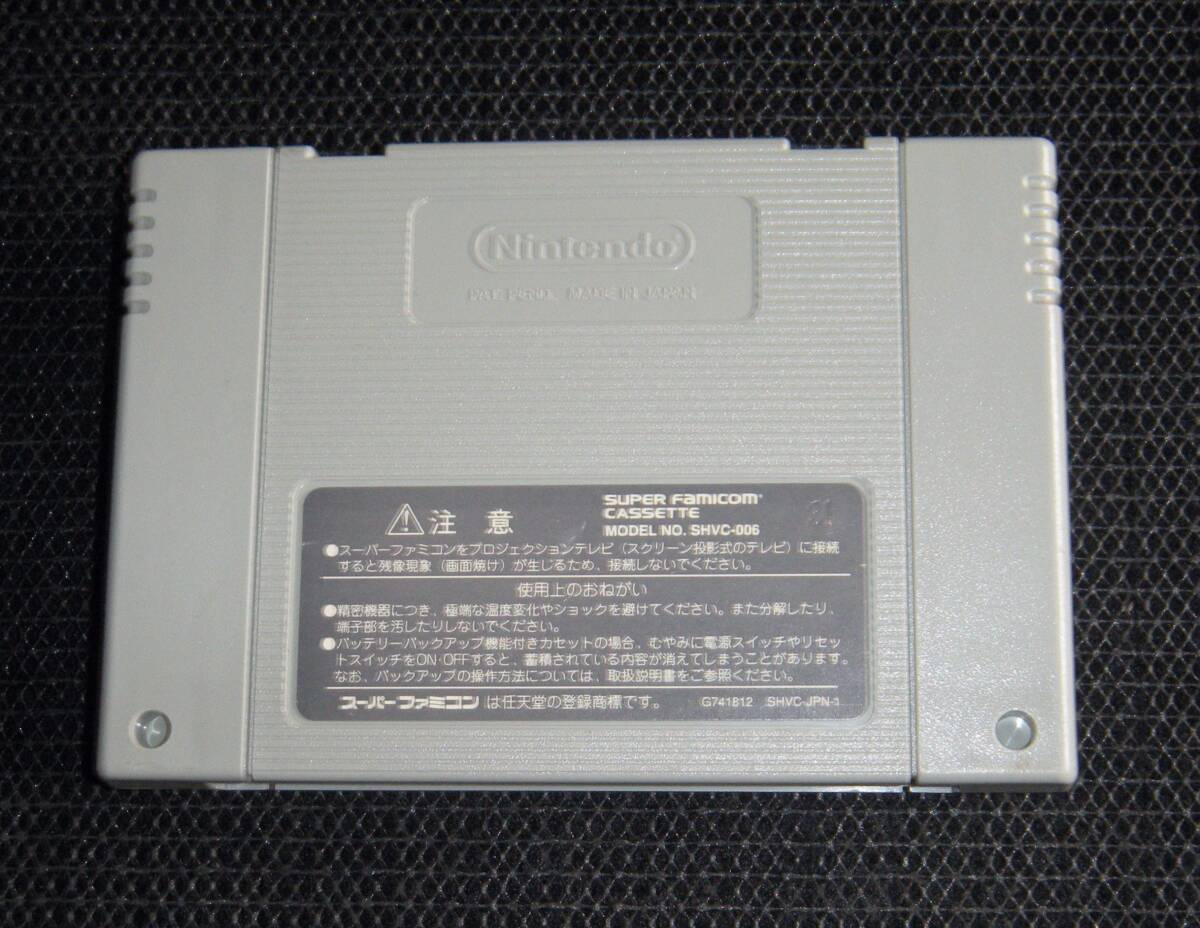 Nintendo
PAT. PEND. MADE IN JAPAN
注 意
SUPER Famicom
CASSETTE
MODEL NO. SHVC-006
●スーパーファミコンをプロジェクションテレビ（スクリーン投影式のテレビ）に接続
すると残像現象（画面焼け）が生じるため、接続しないでください。
使用上のおねがい
●精密機器につき、極端な温度変化やショックを避けてください。また分解したり、
端子部を汚したりしないでください。
●バッテリーバックアップ機能付きカセットの場合、むやみに電源スイッチやリセッ
トスイッチをON・OFFすると、蓄積されている内容が消えてしまうことがあります。
なお、バックアップの操作方法については、取扱説明書をご参照ください。
スーパーファミコン は任天堂の登録商標です。 G741812 SHVC-JPN-1